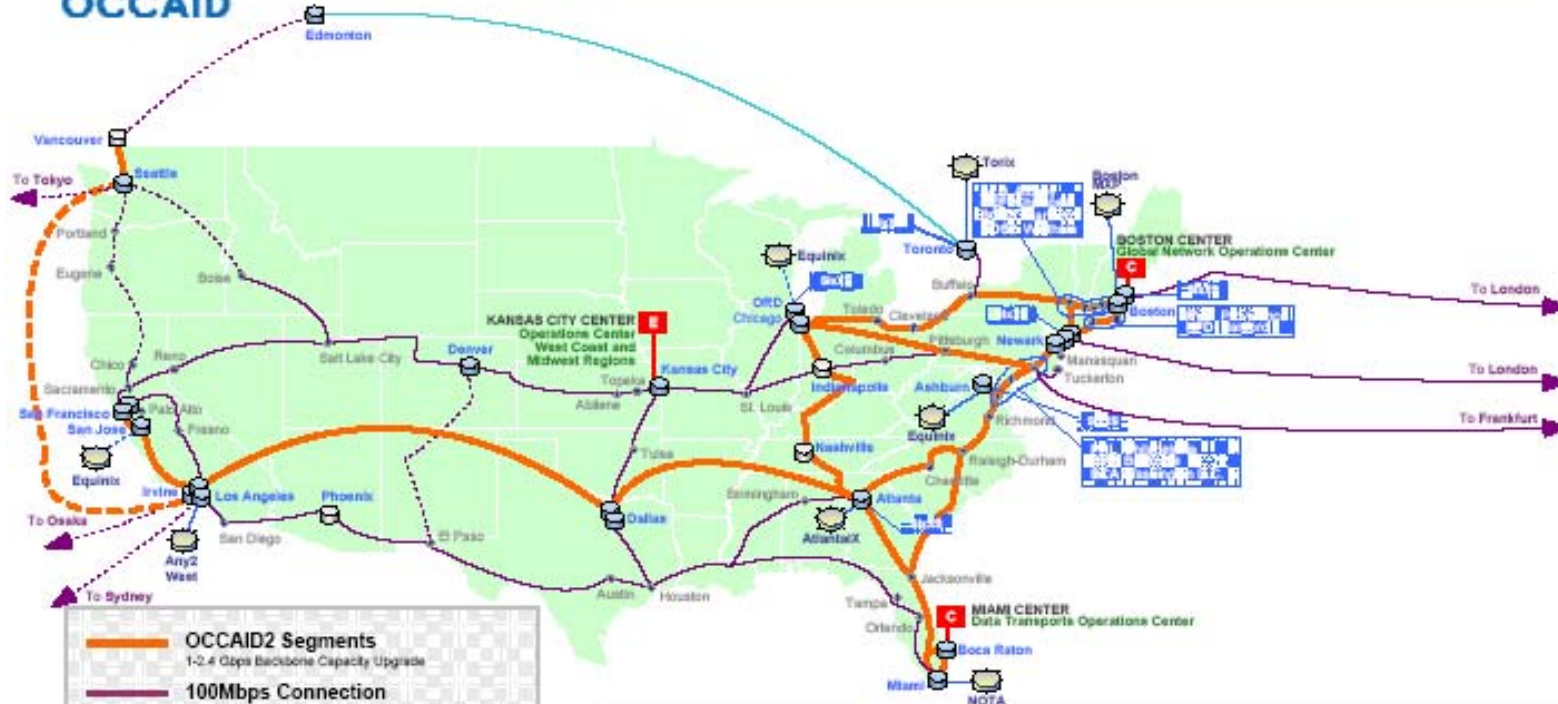 OCCAID
Edmonton
Vancouver
Seattle
To Tokyo
Portland
Eugene
Boise
Torix
Boston
MXP
Toronto
BOSTON CENTER
Global Network Operations Center
C
To London
Equinix
ORD
Chicago
Toledo
Cleveland
Buffalo
Boston
KANSAS CITY CENTER
Operations Center
West Coast and
Midwest Regions
E
Denver
Salt Lake City
Chico
Reno
Sacramento
Pittsburgh
Columbus
Newark
Manasquan
Tuckerton
To London
Topeka
Kansas City
Abilene
St. Louis
Indianapolis
Ashburn
San Francisco
Palo Alto
San Jose
Fresno
Equinix
Richmond
To Frankfurt
Equinix
Tulsa
Nashville
Raleigh-Durham
Charlotte
Irvine
Los Angeles
Phoenix
Birmingham
Atlanta
Dallas
To Osaka
San Diego
El Paso
AtlantaIX
Any2
West
To Sydney
Austin
Houston
Jacksonville
Tampa
Orlando
C
MIAMI CENTER
Data Transports Operations Center
Boca Raton
Miami
NOTA
OCCAID2 Segments
1-2.4 Gbps Backbone Capacity Upgrade
100Mbps Connection